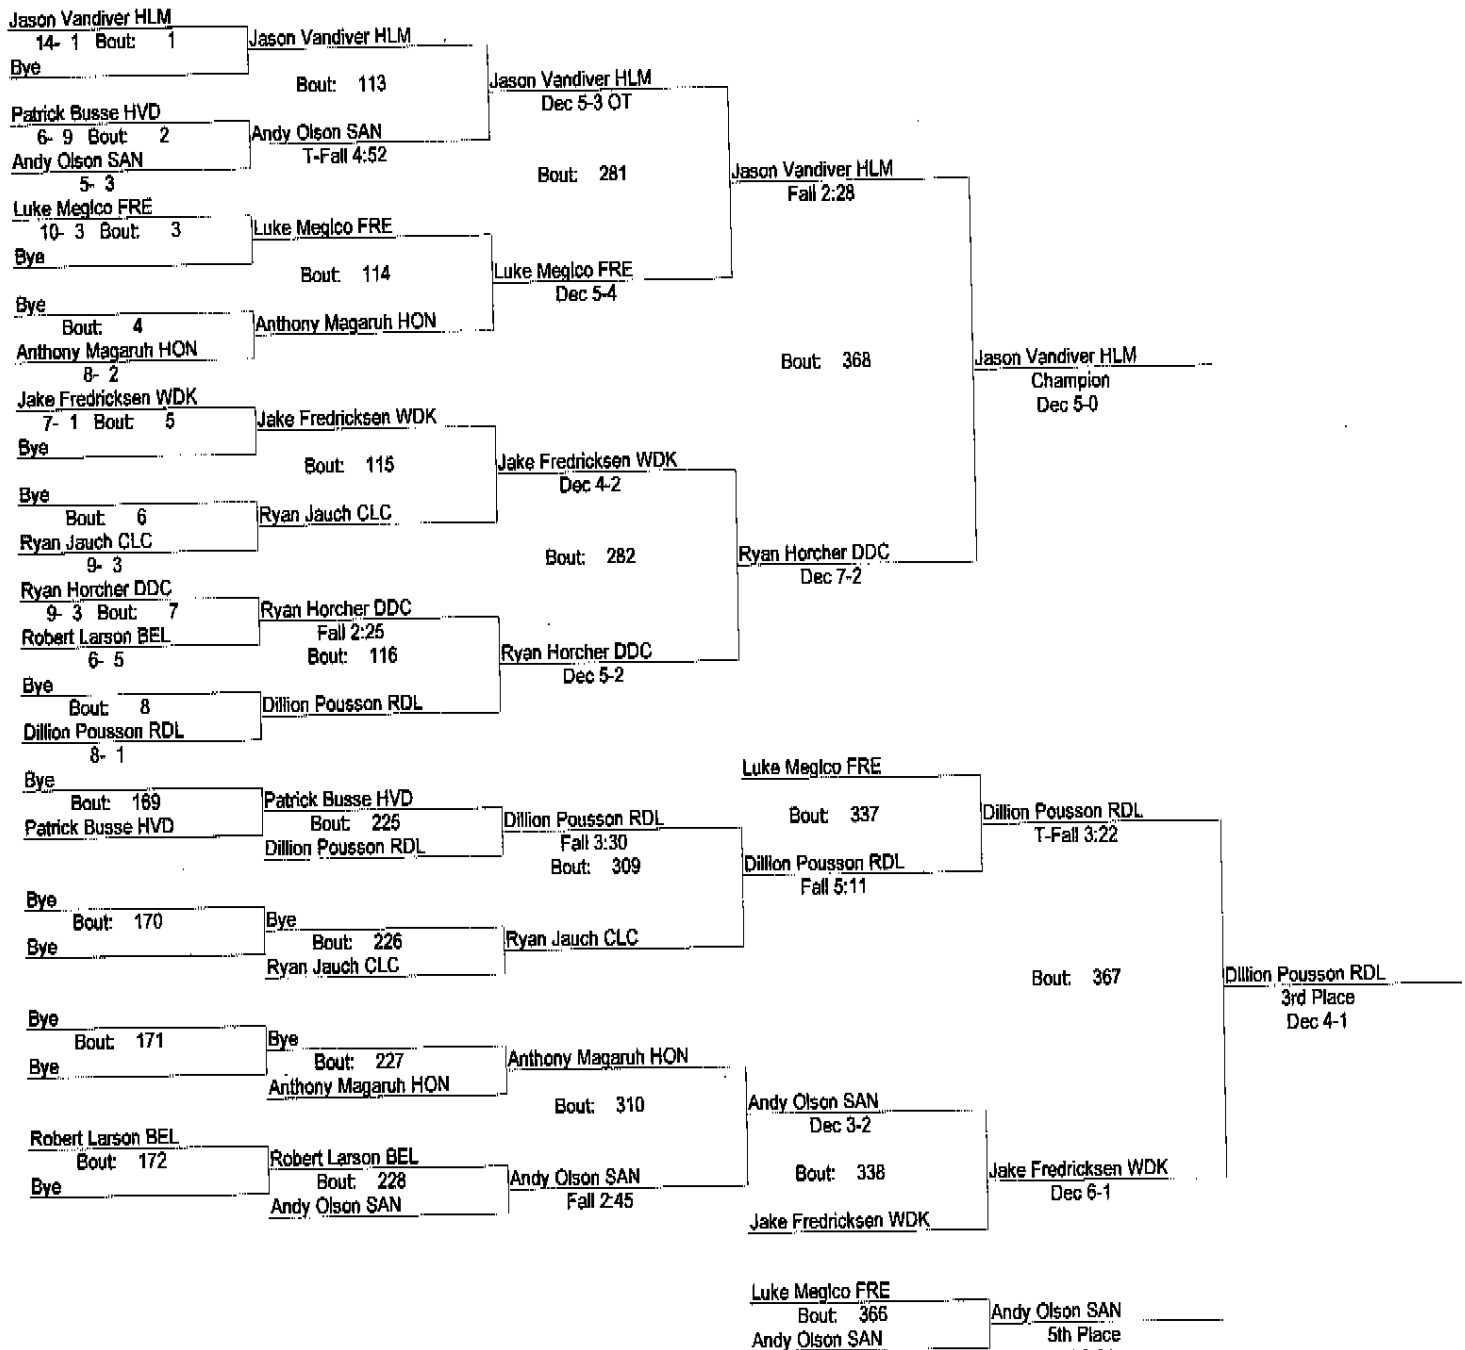 Jason Vandiver HLM
14- 1 Bout: 1
Bye
Jason Vandiver HLM
Bout: 113
Patrick Busse HVD
6- 9 Bout: 2
Andy Olson SAN
5- 3
Andy Olson SAN
T-Fall 4:52
Jason Vandiver HLM
Dec 5-3 OT
Bout: 281
Luke Meglco FRE
10- 3 Bout: 3
Bye
Luke Meglco FRE
Bout: 114
Bye
Bout: 4
Anthony Magaruh HON
8- 2
Anthony Magaruh HON
Luke Meglco FRE
Dec 5-4
Jason Vandiver HLM
Fall 2:28
Bout: 368
Jake Fredricksen WDK
7- 1 Bout: 5
Bye
Jake Fredricksen WDK
Bout: 115
Bye
Bout: 6
Ryan Jauch CLC
9- 3
Ryan Jauch CLC
Jake Fredricksen WDK
Dec 4-2
Bout: 282
Ryan Horcher DDC
9- 3 Bout: 7
Robert Larson BEL
6- 5
Ryan Horcher DDC
Fall 2:25
Bout: 116
Bye
Bout: 8
Dillion Pousson RDL
8- 1
Dillion Pousson RDL
Ryan Horcher DDC
Dec 5-2
Ryan Horcher DDC
Dec 7-2
Jason Vandiver HLM
Champion
Dec 5-0
Bye
Bout: 169
Patrick Busse HVD
Patrick Busse HVD
Bout: 225
Dillion Pousson RDL
Dillion Pousson RDL
Fall 3:30
Bout: 309
Bye
Bout: 170
Bye
Bye
Bout: 226
Ryan Jauch CLC
Ryan Jauch CLC
Luke Meglco FRE
Bout: 337
Dillion Pousson RDL
Fall 5:11
Dillion Pousson RDL
T-Fall 3:22
Bout: 367
Bye
Bout: 171
Bye
Bye
Bout: 227
Anthony Magaruh HON
Anthony Magaruh HON
Bout: 310
Robert Larson BEL
Bout: 172
Bye
Robert Larson BEL
Bout: 228
Andy Olson SAN
Andy Olson SAN
Fall 2:45
Andy Olson SAN
Dec 3-2
Bout: 338
Jake Fredricksen WDK
Jake Fredricksen WDK
Dec 6-1
Dillion Pousson RDL
3rd Place
Dec 4-1
Luke Meglco FRE
Bout: 366
Andy Olson SAN
Andy Olson SAN
5th Place